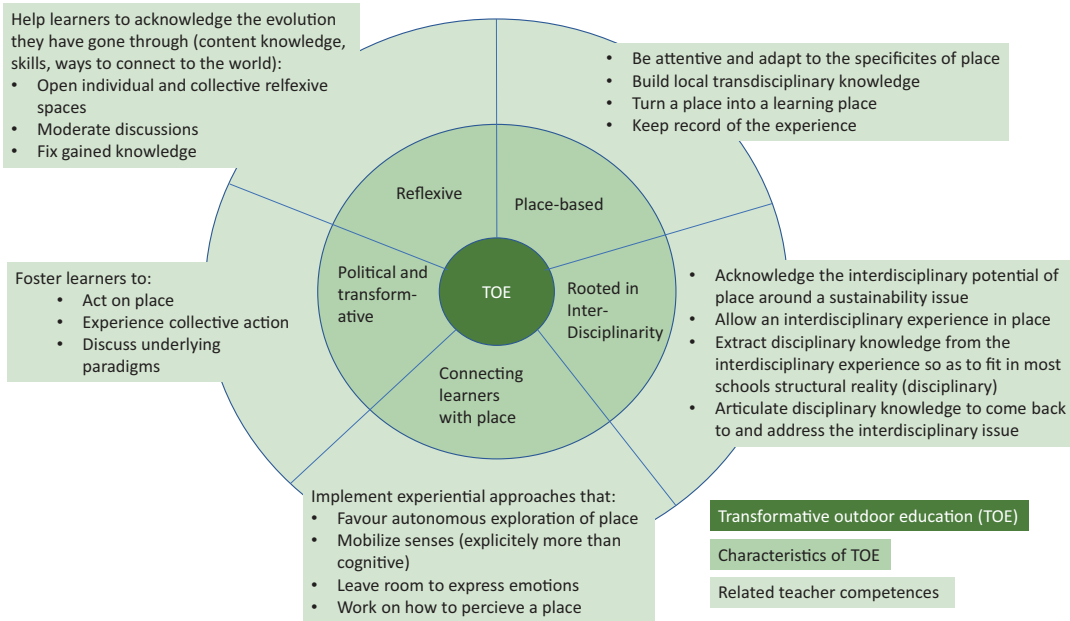 Help learners to acknowledge the evolution
they have gone through (content knowledge,
skills, ways to connect to the world):
• Open individual and collective relfexive
spaces
• Moderate discussions
• Fix gained knowledge
• Be attentive and adapt to the specificites of place
• Build local transdisciplinary knowledge
• Turn a place into a learning place
• Keep record of the experience
Reflexive
Place-based
Political and
transform-
ative
TOE
Rooted in
Inter-
Disciplinarity
Connecting
learners
with place
Foster learners to:
• Act on place
• Experience collective action
• Discuss underlying
paradigms
• Acknowledge the interdisciplinary potential of
place around a sustainability issue
• Allow an interdisciplinary experience in place
• Extract disciplinary knowledge from the
interdisciplinary experience so as to fit in most
schools structural reality (disciplinary)
• Articulate disciplinary knowledge to come back
to and address the interdisciplinary issue
Implement experiential approaches that:
• Favour autonomous exploration of place
• Mobilize senses (explicitely more than
cognitive)
• Leave room to express emotions
• Work on how to percieve a place
Transformative outdoor education (TOE)
Characteristics of TOE
Related teacher competences